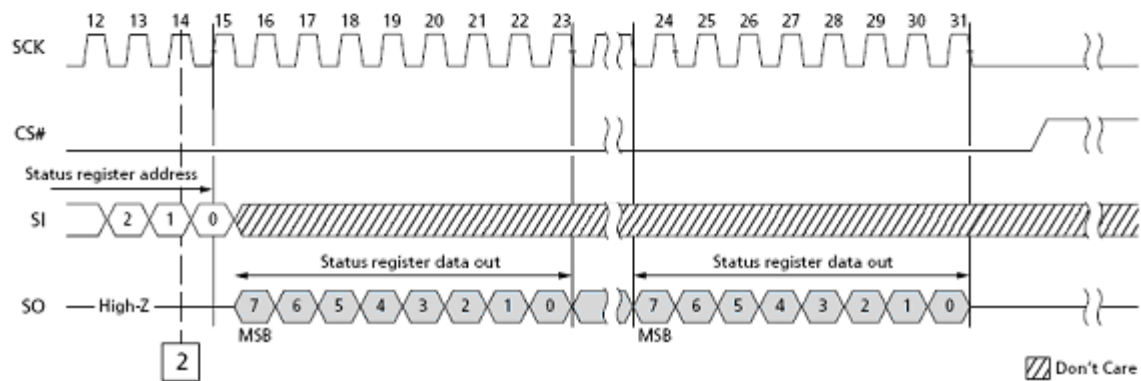 12 13 14 15 16 17 18 19 20 21 22 23 24 25 26 27 28 29 30 31
SCK
CS#
Status register address
SI 2 1 0
Status register data out Status register data out
SO High-Z 7 6 5 4 3 2 1 0 7 6 5 4 3 2 1 0
MSB MSB
2
Don't Care